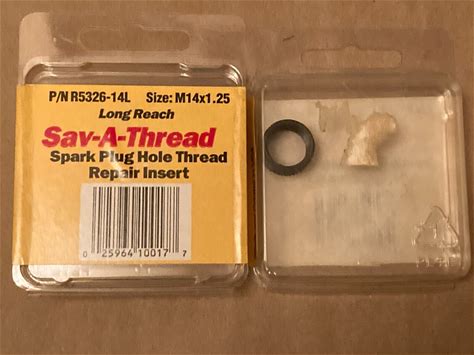 P/N R5326-14L Size: M14x1.25
Long Reach
Sav-A-Thread
Spark Plug Hole Thread
Repair Insert
0 25964 10017 7